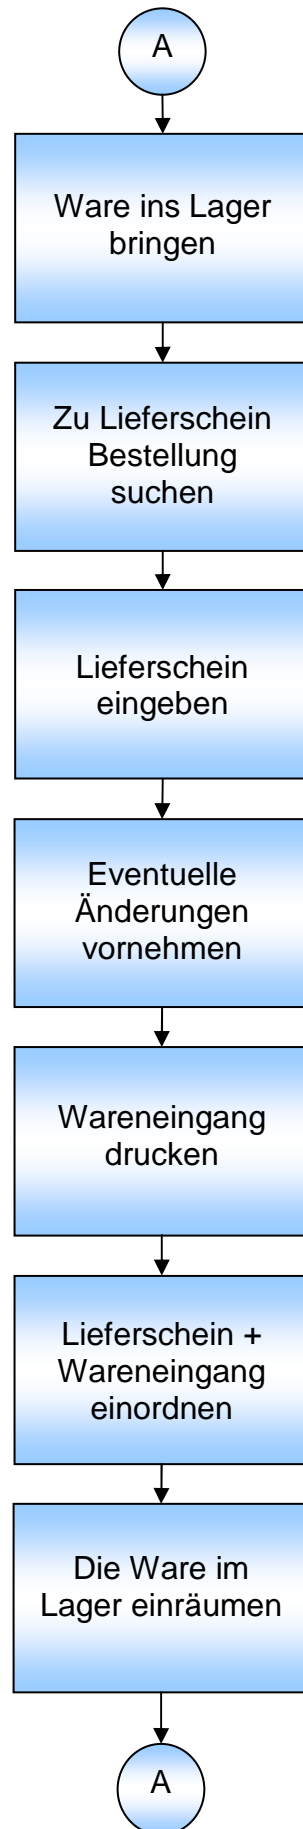 A
Ware ins Lager
bringen
Zu Lieferschein
Bestellung
suchen
Lieferschein
eingeben
Eventuelle
Änderungen
vornehmen
Wareneingang
drucken
Lieferschein +
Wareneingang
einordnen
Die Ware im
Lager einräumen
A